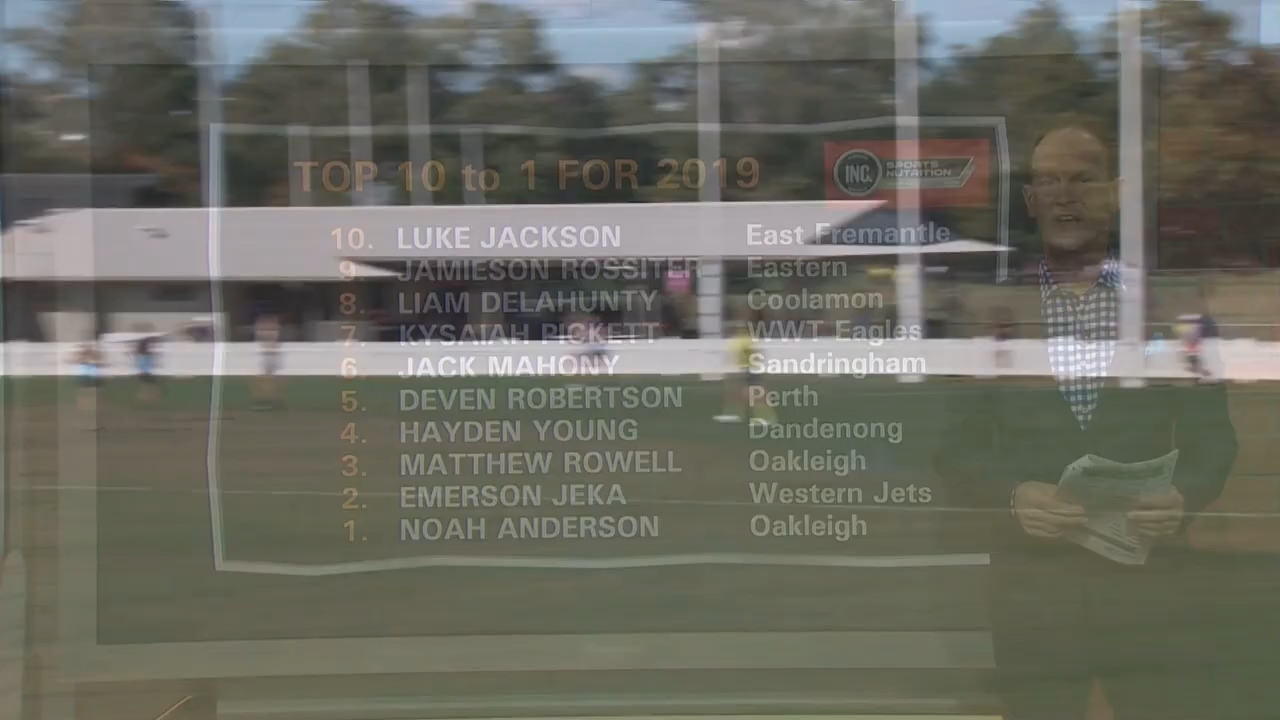 TOP 10 to 1 FOR 2019
INC. SPORTS NUTRITION
10. LUKE JACKSON East Fremantle
9. JAMIESON ROSSITER Eastern
8. LIAM DELAHUNTY Coolamon
7. KYSAIAH PICKETT WWT Eagles
6. JACK MAHONY Sandringham
5. DEVEN ROBERTSON Perth
4. HAYDEN YOUNG Dandenong
3. MATTHEW ROWELL Oakleigh
2. EMERSON JEKA Western Jets
1. NOAH ANDERSON Oakleigh